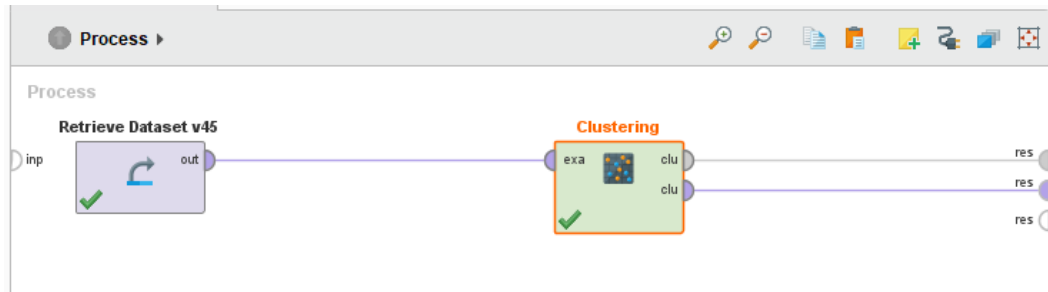 Process
Process
Retrieve Dataset v45
Clustering
inp
out
exa
clu
res
clu
res
res